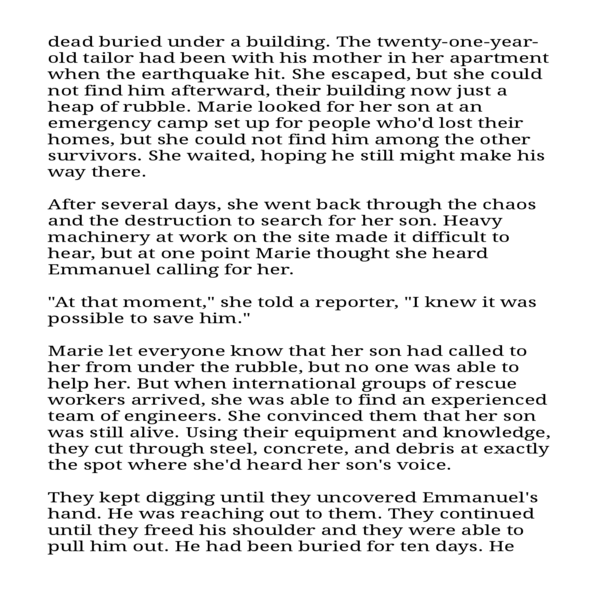 dead buried under a building. The twenty-one-year-
old tailor had been with his mother in her apartment
when the earthquake hit. She escaped, but she could
not find him afterward, their building now just a
heap of rubble. Marie looked for her son at an
emergency camp set up for people who'd lost their
homes, but she could not find him among the other
survivors. She waited, hoping he still might make his
way there.

After several days, she went back through the chaos
and the destruction to search for her son. Heavy
machinery at work on the site made it difficult to
hear, but at one point Marie thought she heard
Emmanuel calling for her.

"At that moment," she told a reporter, "I knew it was
possible to save him."

Marie let everyone know that her son had called to
her from under the rubble, but no one was able to
help her. But when international groups of rescue
workers arrived, she was able to find an experienced
team of engineers. She convinced them that her son
was still alive. Using their equipment and knowledge,
they cut through steel, concrete, and debris at exactly
the spot where she'd heard her son's voice.

They kept digging until they uncovered Emmanuel's
hand. He was reaching out to them. They continued
until they freed his shoulder and they were able to
pull him out. He had been buried for ten days. He